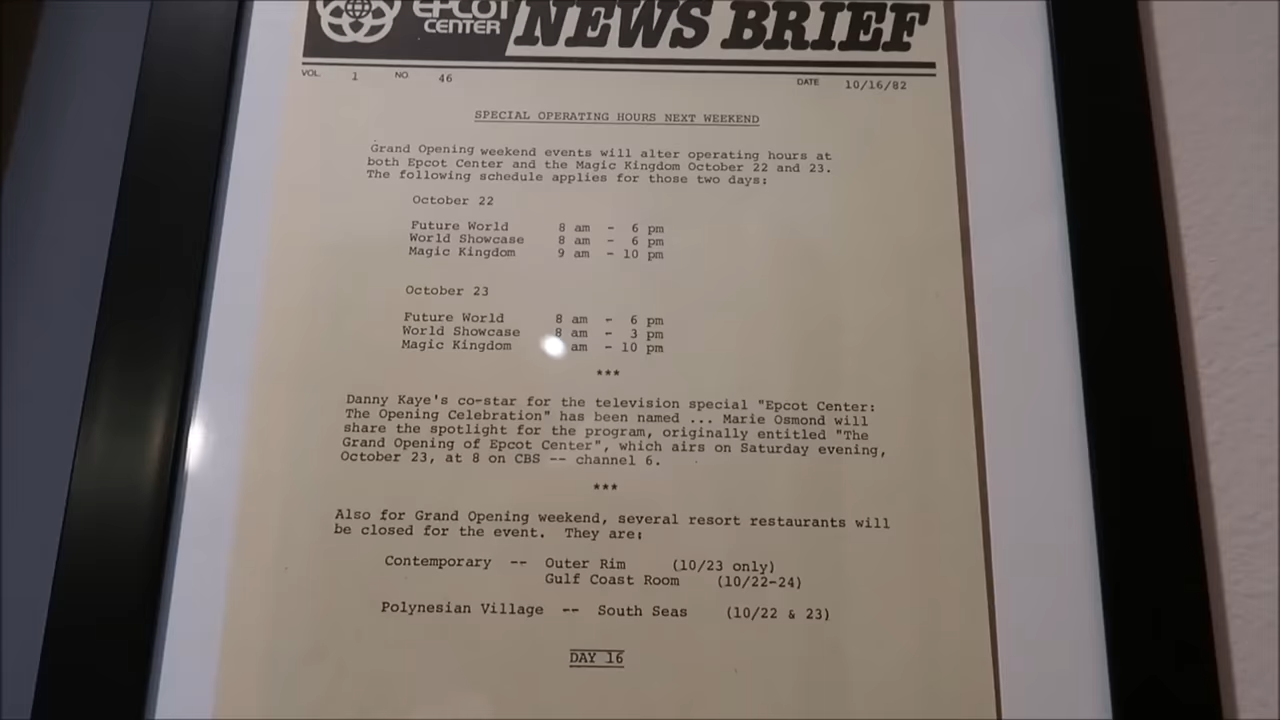 EPCOT
CENTER
NEWS BRIEF
VOL. 1 NO. 46 DATE 10/16/82
SPECIAL OPERATING HOURS NEXT WEEKEND
Grand Opening weekend events will alter operating hours at
both Epcot Center and the Magic Kingdom October 22 and 23.
The following schedule applies for those two days:
October 22
Future World 8 am - 6 pm
World Showcase 8 am - 6 pm
Magic Kingdom 9 am - 10 pm
October 23
Future World 8 am - 6 pm
World Showcase 8 am - 3 pm
Magic Kingdom am - 10 pm
***
Danny Kaye's co-star for the television special "Epcot Center:
The Opening Celebration" has been named ... Marie Osmond will
share the spotlight for the program, originally entitled "The
Grand Opening of Epcot Center", which airs on Saturday evening,
October 23, at 8 on CBS -- channel 6.
***
Also for Grand Opening weekend, several resort restaurants will
be closed for the event. They are:
Contemporary -- Outer Rim (10/23 only)
Gulf Coast Room (10/22-24)
Polynesian Village -- South Seas (10/22 & 23)
DAY 16